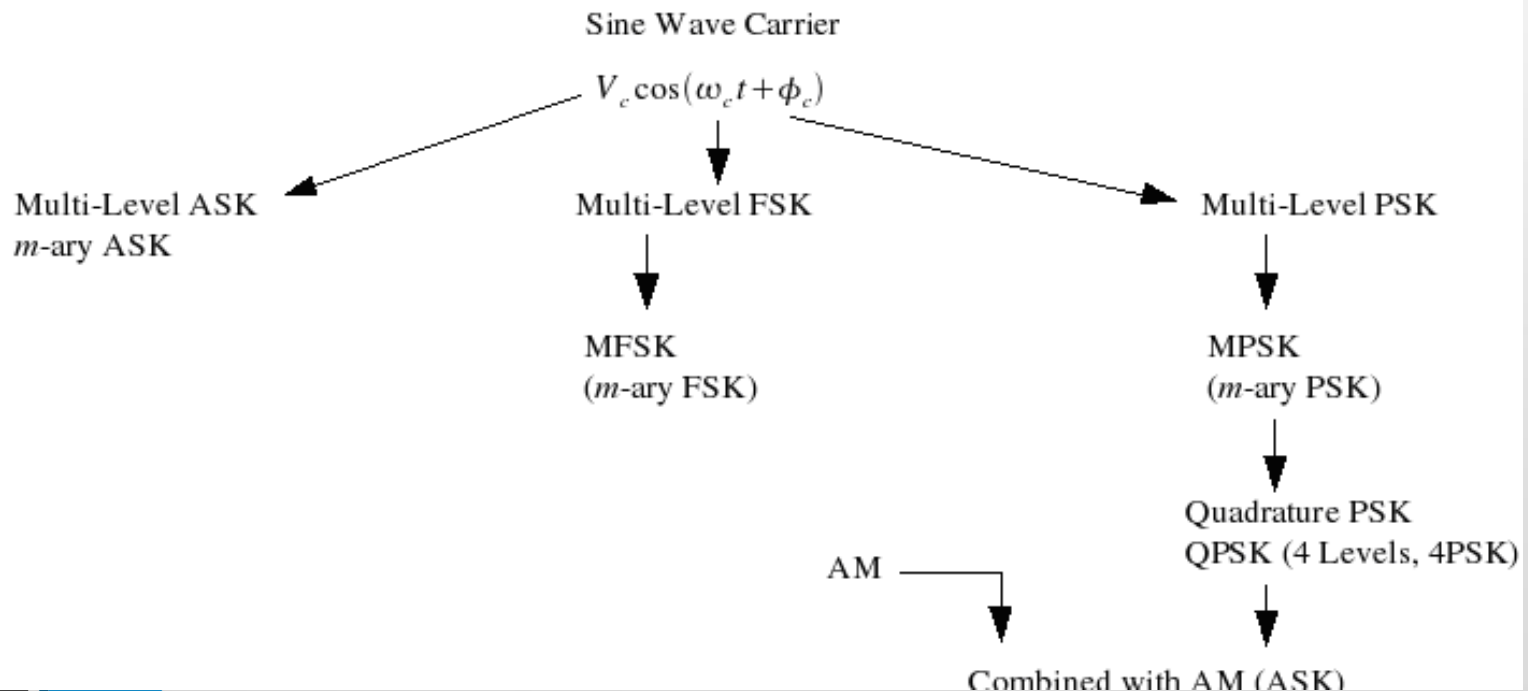 Sine Wave Carrier
V_c cos(ω_c t+ϕ_c)
Multi-Level ASK
m-ary ASK
Multi-Level FSK
Multi-Level PSK
MFSK
(m-ary FSK)
MPSK
(m-ary PSK)
Quadrature PSK
QPSK (4 Levels, 4PSK)
AM
Combined with AM (ASK)